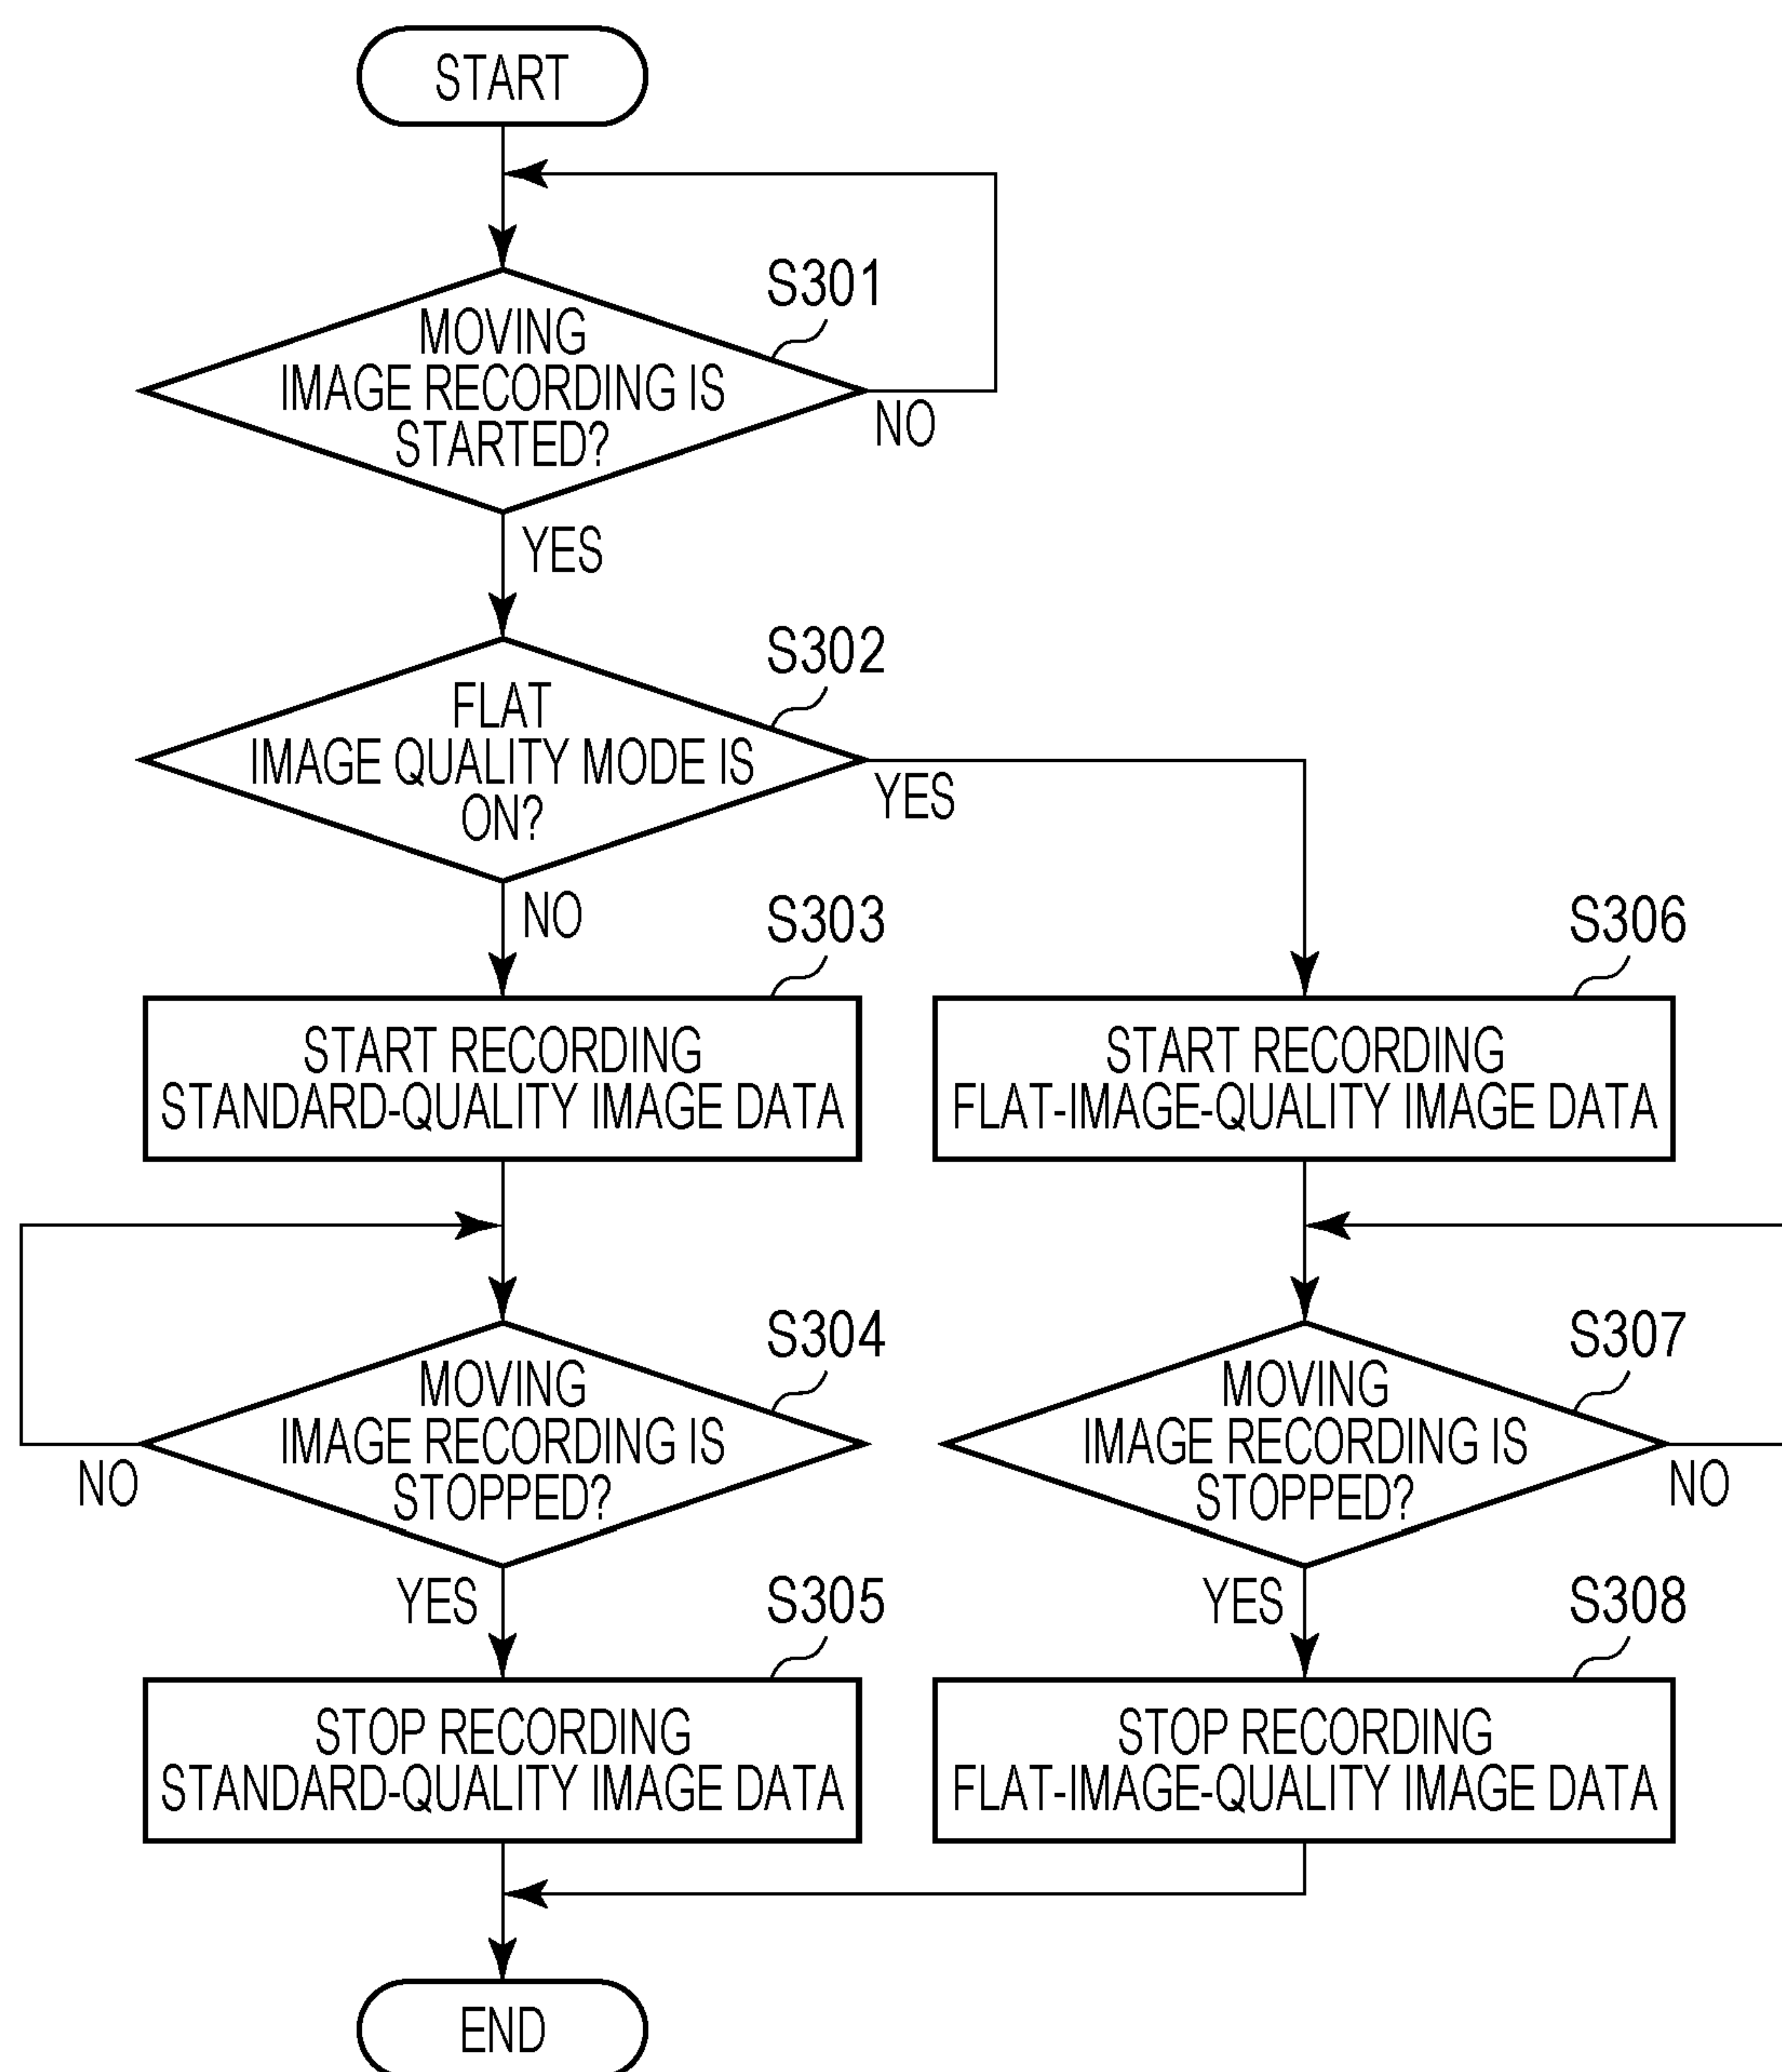 START
S301
MOVING
IMAGE RECORDING IS
STARTED?
NO
YES
S302
FLAT
IMAGE QUALITY MODE IS
ON?
YES
NO
S303
START RECORDING
STANDARD-QUALITY IMAGE DATA
S306
START RECORDING
FLAT-IMAGE-QUALITY IMAGE DATA
S304
MOVING
IMAGE RECORDING IS
STOPPED?
NO
YES
S307
MOVING
IMAGE RECORDING IS
STOPPED?
NO
YES
S305
STOP RECORDING
STANDARD-QUALITY IMAGE DATA
S308
STOP RECORDING
FLAT-IMAGE-QUALITY IMAGE DATA
END